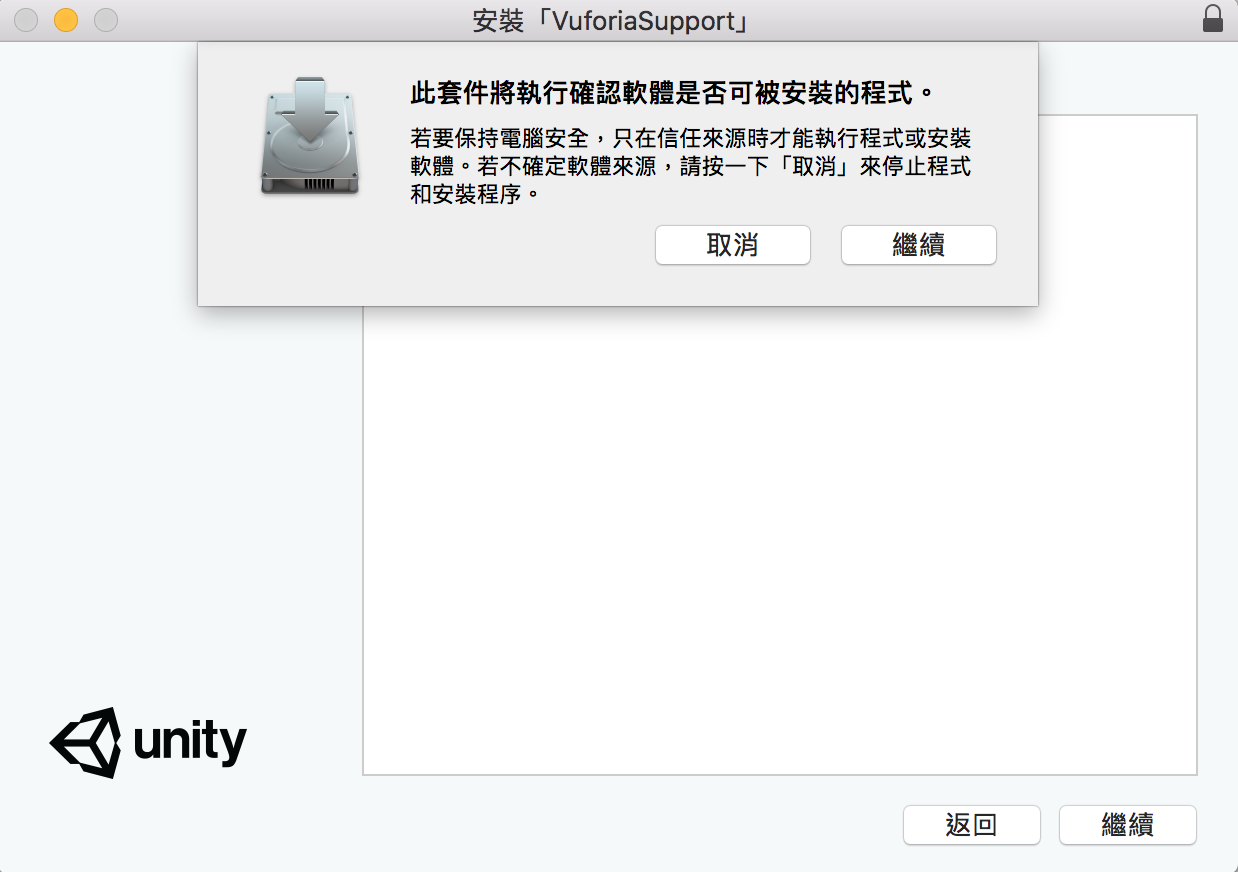 安裝「VuforiaSupport」
此套件將執行確認軟體是否可被安裝的程式。
若要保持電腦安全，只在信任來源時才能執行程式或安裝
軟體。若不確定軟體來源，請按一下「取消」來停止程式
和安裝程序。
取消
繼續
unity
返回
繼續